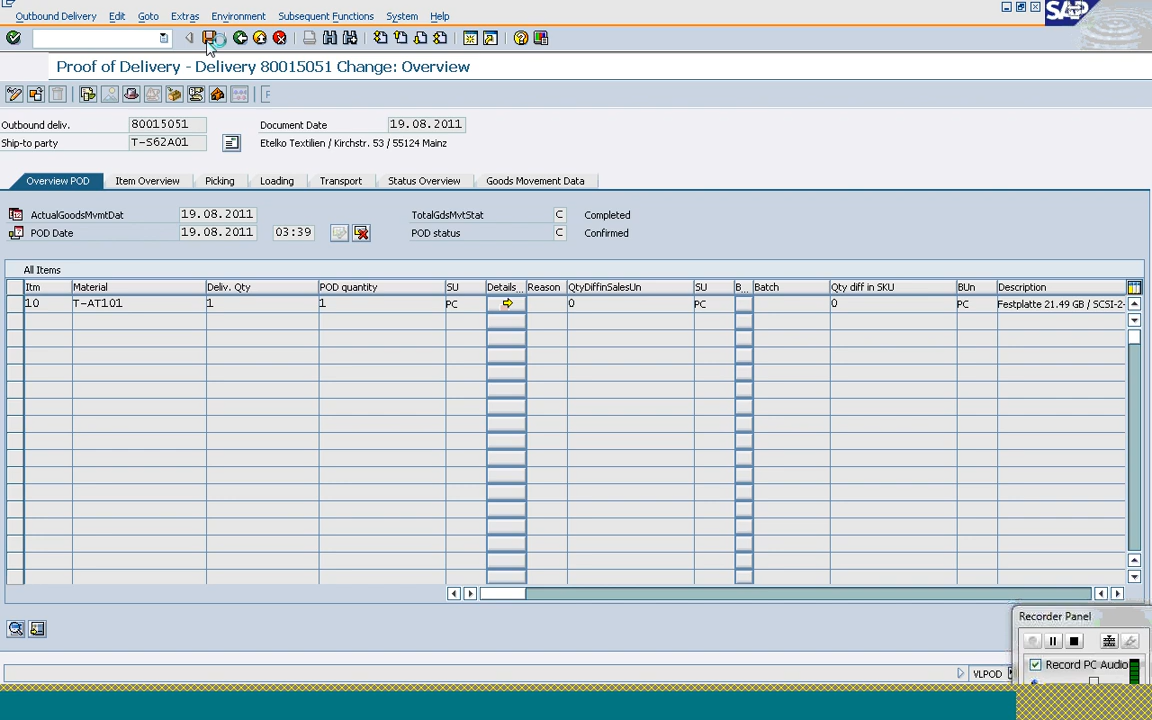 Outbound Delivery Edit Goto Extras Environment Subsequent Functions System Help
SAP
Proof of Delivery - Delivery 80015051 Change: Overview
Outbound deliv. 80015051 Document Date 19.08.2011
Ship-to party T-S62A01 Etelko Textilien / Kirchstr. 53 / 55124 Mainz
Overview POD Item Overview Picking Loading Transport Status Overview Goods Movement Data
ActualGoodsMvmtDat 19.08.2011 TotalGdsMvtStat C Completed
POD Date 19.08.2011 03:39 POD status C Confirmed
All Items
Itm Material Deliv. Qty POD quantity SU Details... Reason QtyDiffinSalesUn SU B... Batch Qty diff in SKU BUn Description
10 T-AT101 1 1 PC 0 PC 0 PC Festplatte 21.49 GB / SCSI-2-
Recorder Panel
Record PC Audio
VLPOD